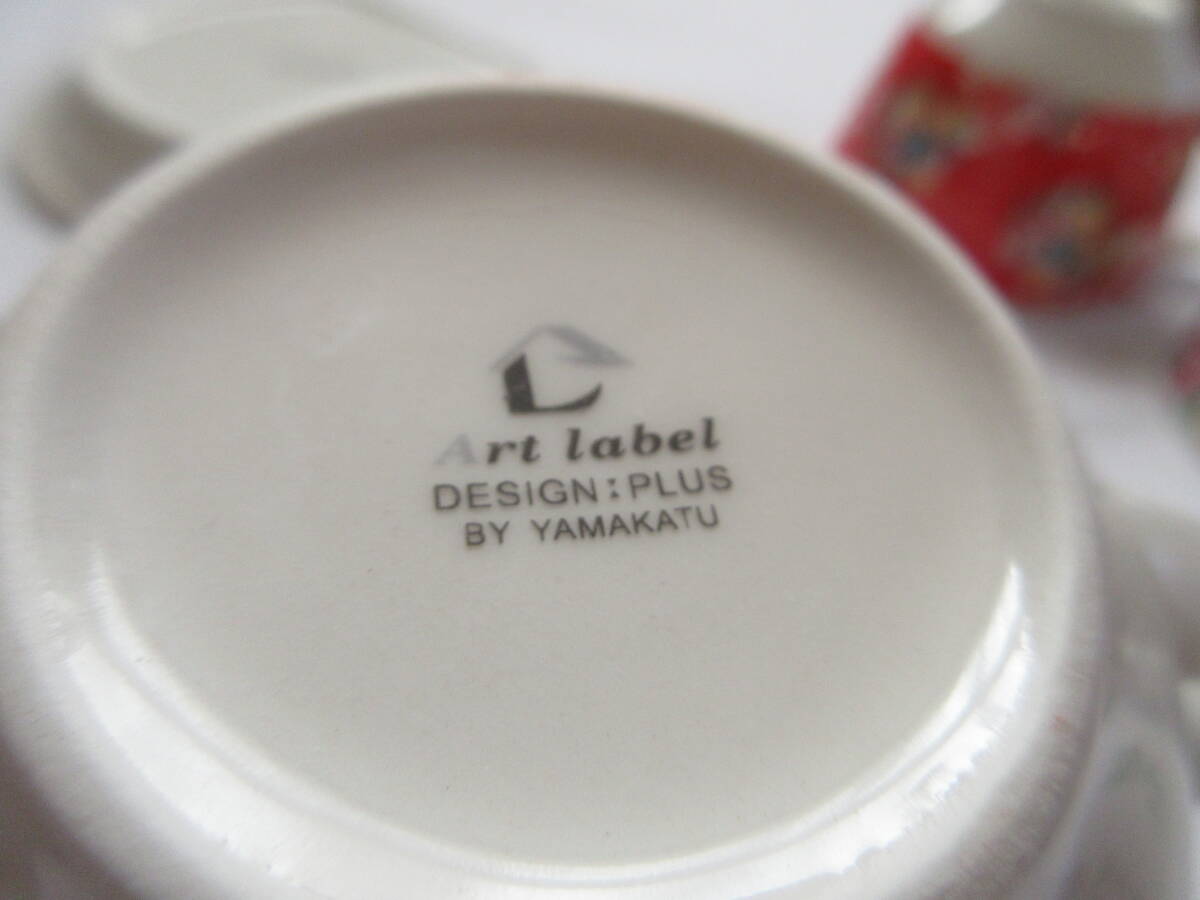 Art label
DESIGN:PLUS
BY YAMAKATU